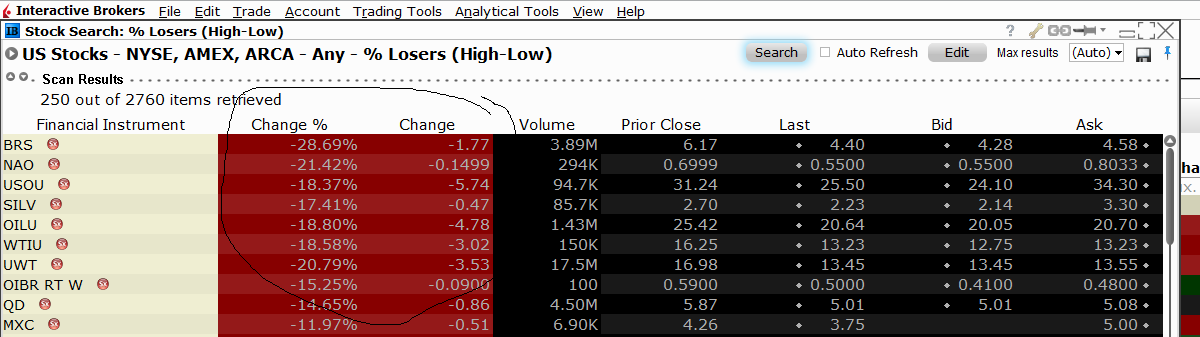 IB Interactive Brokers File Edit Trade Account Trading Tools Analytical Tools View Help
IB Stock Search: % Losers (High-Low) ?
US Stocks - NYSE, AMEX, ARCA - Any - % Losers (High-Low) Search Auto Refresh Edit Max results (Auto)
Scan Results
250 out of 2760 items retrieved
Financial Instrument Change % Change Volume Prior Close Last Bid Ask
BRS -28.69% -1.77 3.89M 6.17 4.40 4.28 4.58
NAO -21.42% -0.1499 294K 0.6999 0.5500 0.5500 0.8033
USOU -18.37% -5.74 94.7K 31.24 25.50 24.10 34.30
SILV -17.41% -0.47 85.7K 2.70 2.23 2.14 3.30
OILU -18.80% -4.78 1.43M 25.42 20.64 20.05 20.70
WTIU -18.58% -3.02 150K 16.25 13.23 12.75 13.23
UWT -20.79% -3.53 17.5M 16.98 13.45 13.45 13.55
OIBR RT W -15.25% -0.0900 100 0.5900 0.5000 0.4100 0.4800
QD -14.65% -0.86 4.50M 5.87 5.01 5.01 5.08
MXC -11.97% -0.51 6.90K 4.26 3.75 5.00